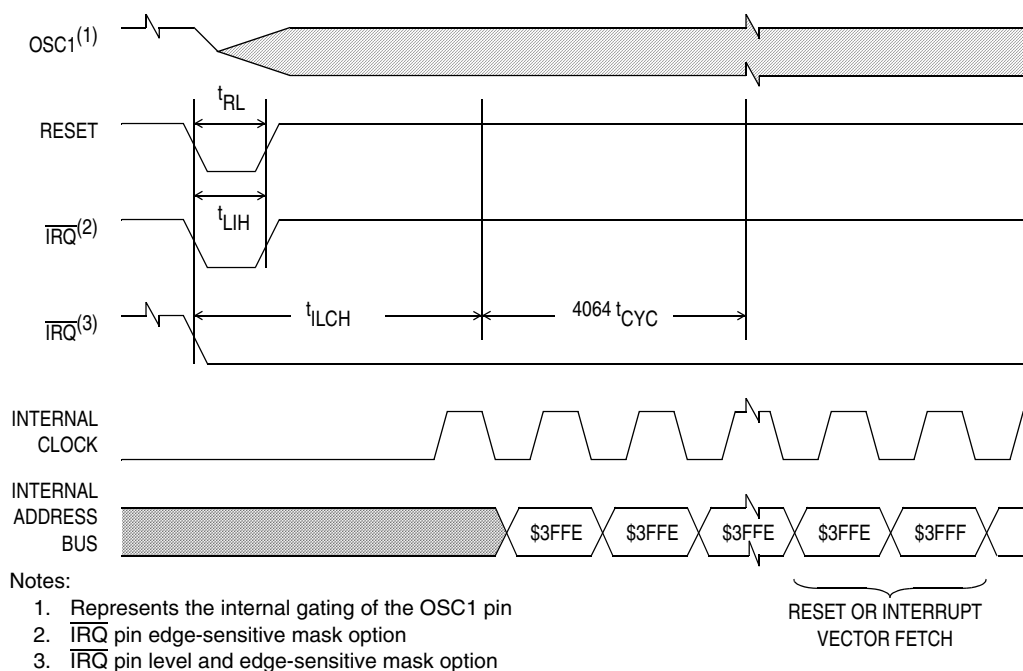 OSC1(1)
tRL
RESET
tLIH
IRQ(2)
tILCH
4064 tCYC
IRQ(3)
INTERNAL
CLOCK
INTERNAL
ADDRESS
BUS
$3FFE $3FFE $3FFE $3FFE $3FFF
RESET OR INTERRUPT
VECTOR FETCH
Notes:
1. Represents the internal gating of the OSC1 pin
2. IRQ pin edge-sensitive mask option
3. IRQ pin level and edge-sensitive mask option